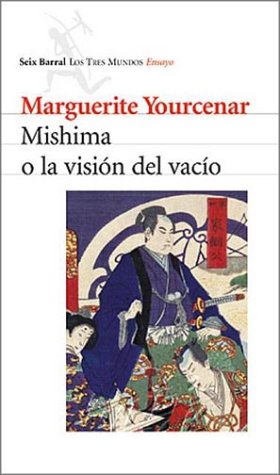 Seix Barral Los Tres Mundos Ensayo
Marguerite Yourcenar
Mishima
o la visión del vacío